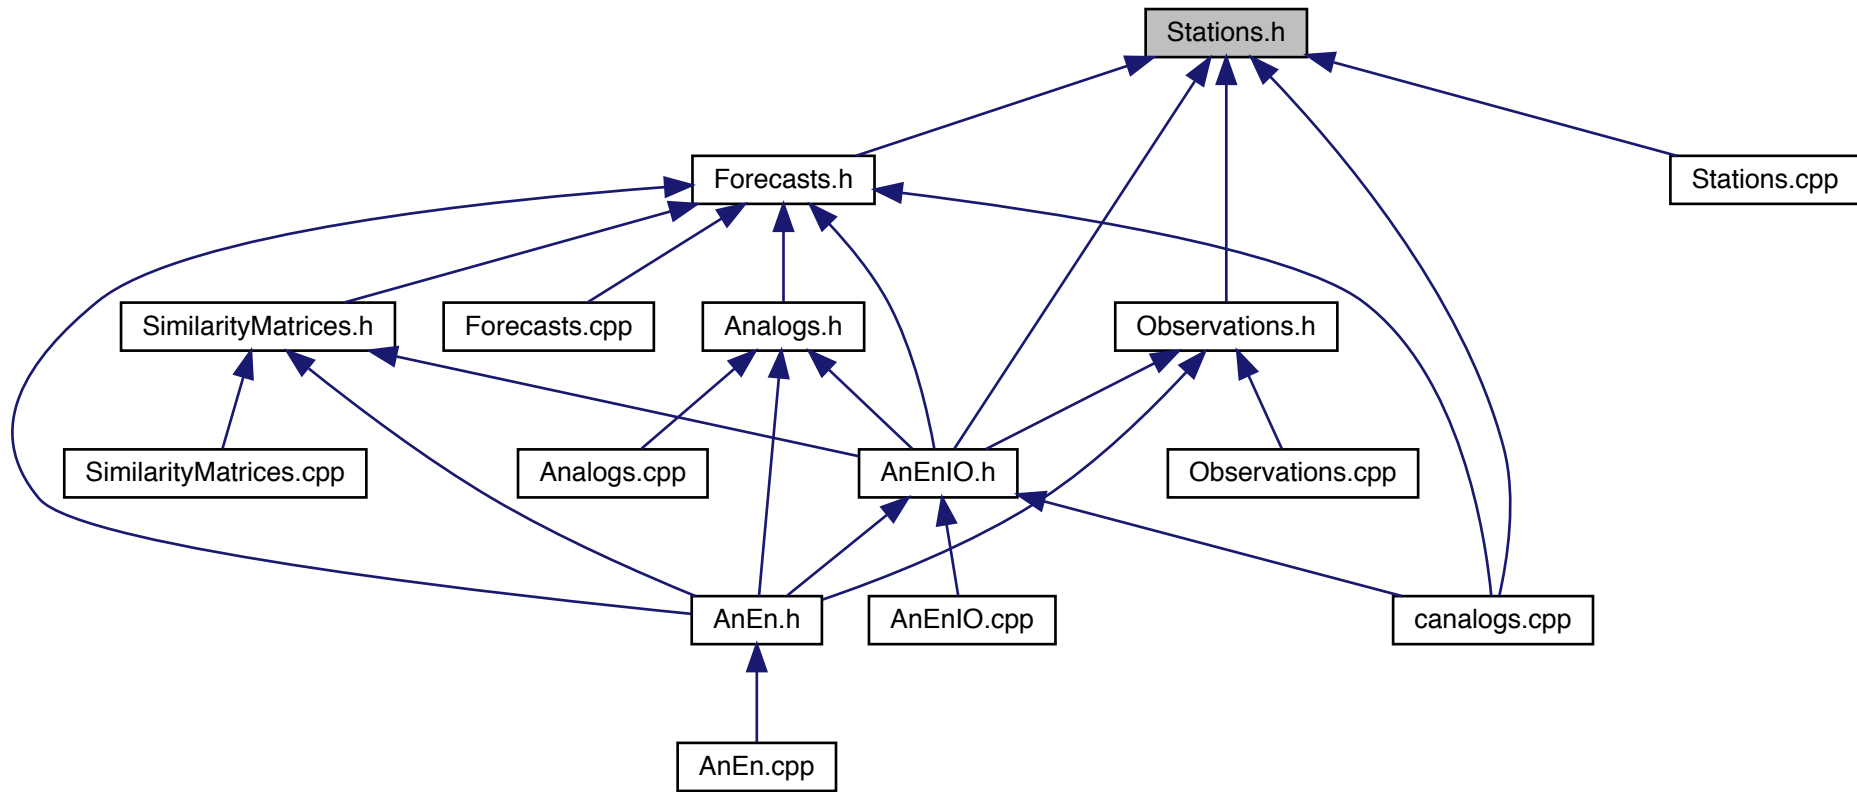 Stations.h
Forecasts.h
Stations.cpp
SimilarityMatrices.h
Forecasts.cpp
Analogs.h
Observations.h
SimilarityMatrices.cpp
Analogs.cpp
AnEnIO.h
Observations.cpp
AnEn.h
AnEnIO.cpp
canalogs.cpp
AnEn.cpp